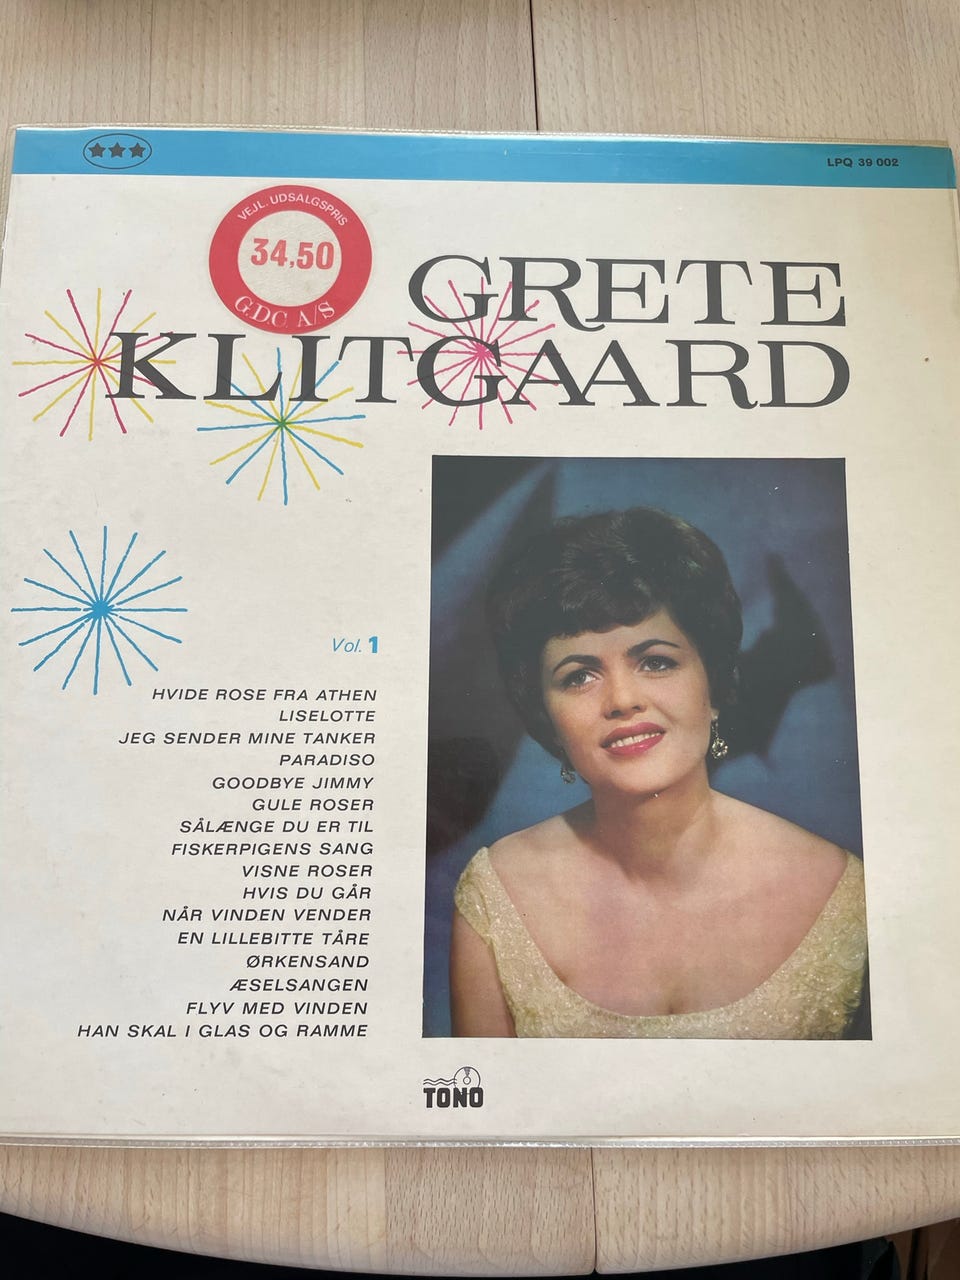 LPQ 39 002
VEJL. UDSALGSPRIS
34,50
GDC A/S
GRETE
KLITGAARD
Vol. 1
HVIDE ROSE FRA ATHEN
LISELOTTE
JEG SENDER MINE TANKER
PARADISO
GOODBYE JIMMY
GULE ROSER
SÅLÆNGE DU ER TIL
FISKERPIGENS SANG
VISNE ROSER
HVIS DU GÅR
NÅR VINDEN VENDER
EN LILLEBITTE TÅRE
ØRKENSAND
ÆSELSANGEN
FLYV MED VINDEN
HAN SKAL I GLAS OG RAMME
TONO